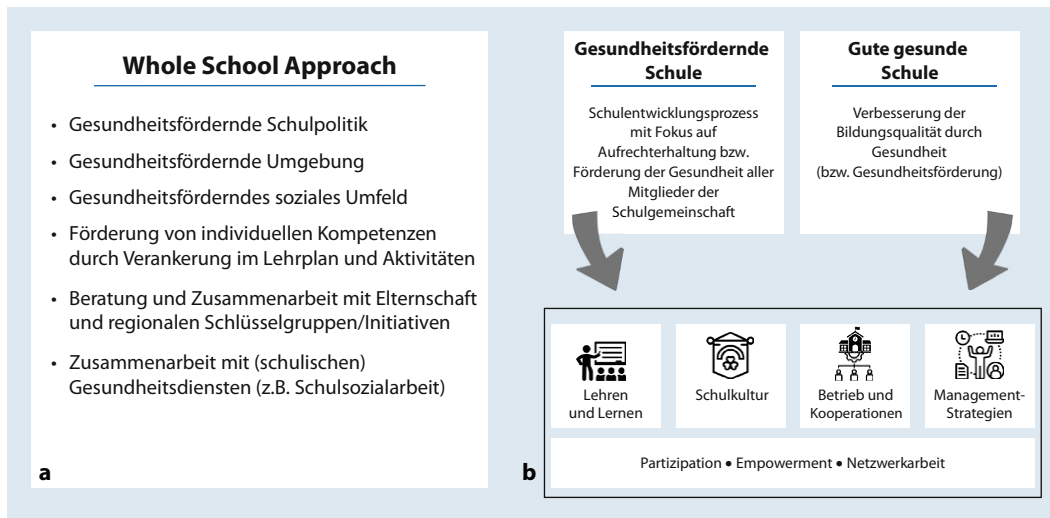 Whole School Approach
• Gesundheitsfördernde Schulpolitik
• Gesundheitsfördernde Umgebung
• Gesundheitsförderndes soziales Umfeld
• Förderung von individuellen Kompetenzen
durch Verankerung im Lehrplan und Aktivitäten
• Beratung und Zusammenarbeit mit Elternschaft
und regionalen Schlüsselgruppen/Initiativen
• Zusammenarbeit mit (schulischen)
Gesundheitsdiensten (z.B. Schulsozialarbeit)
a
Gesundheitsfördernde
Schule
Schulentwicklungsprozess
mit Fokus auf
Aufrechterhaltung bzw.
Förderung der Gesundheit aller
Mitglieder der
Schulgemeinschaft
Gute gesunde
Schule
Verbesserung der
Bildungsqualität durch
Gesundheit
(bzw. Gesundheitsförderung)
Lehren
und Lernen
Schulkultur
Betrieb und
Kooperationen
Management-
Strategien
Partizipation • Empowerment • Netzwerkarbeit
b